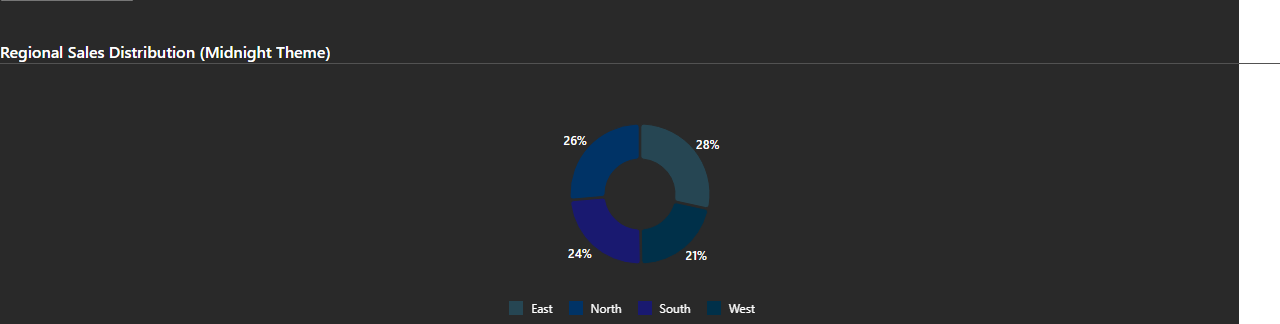 Regional Sales Distribution (Midnight Theme)
26%
28%
24%
21%
East
North
South
West